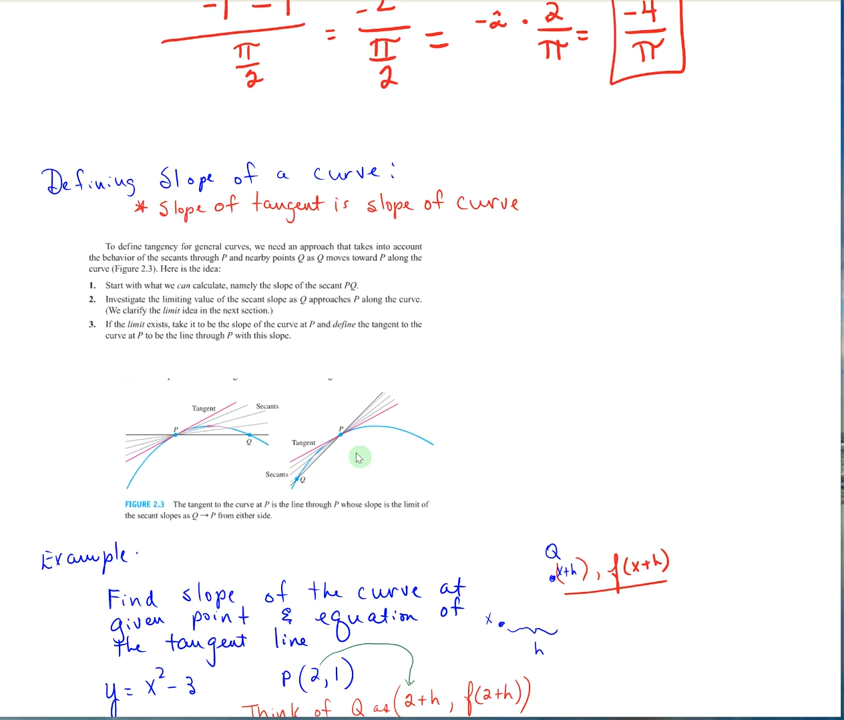 -1 - 1
π/2
= -2
π/2
= -2 · 2/π = -4/π
Defining Slope of a curve:
* Slope of tangent is slope of curve
To define tangency for general curves, we need an approach that takes into account
the behavior of the secants through P and nearby points Q as Q moves toward P along the
curve (Figure 2.3). Here is the idea:
1. Start with what we can calculate, namely the slope of the secant PQ.
2. Investigate the limiting value of the secant slope as Q approaches P along the curve.
(We clarify the limit idea in the next section.)
3. If the limit exists, take it to be the slope of the curve at P and define the tangent to the
curve at P to be the line through P with this slope.
Tangent
Secants
P
Q
P
Tangent
Secants
Q
FIGURE 2.3 The tangent to the curve at P is the line through P whose slope is the limit of
the secant slopes as Q → P from either side.
Example.
Q
(x+h), f(x+h)
Find slope of the curve at
given point & equation of
the tangent line
x
h
y = x² - 3
P(2,1)
Think of Q as (2+h, f(2+h))